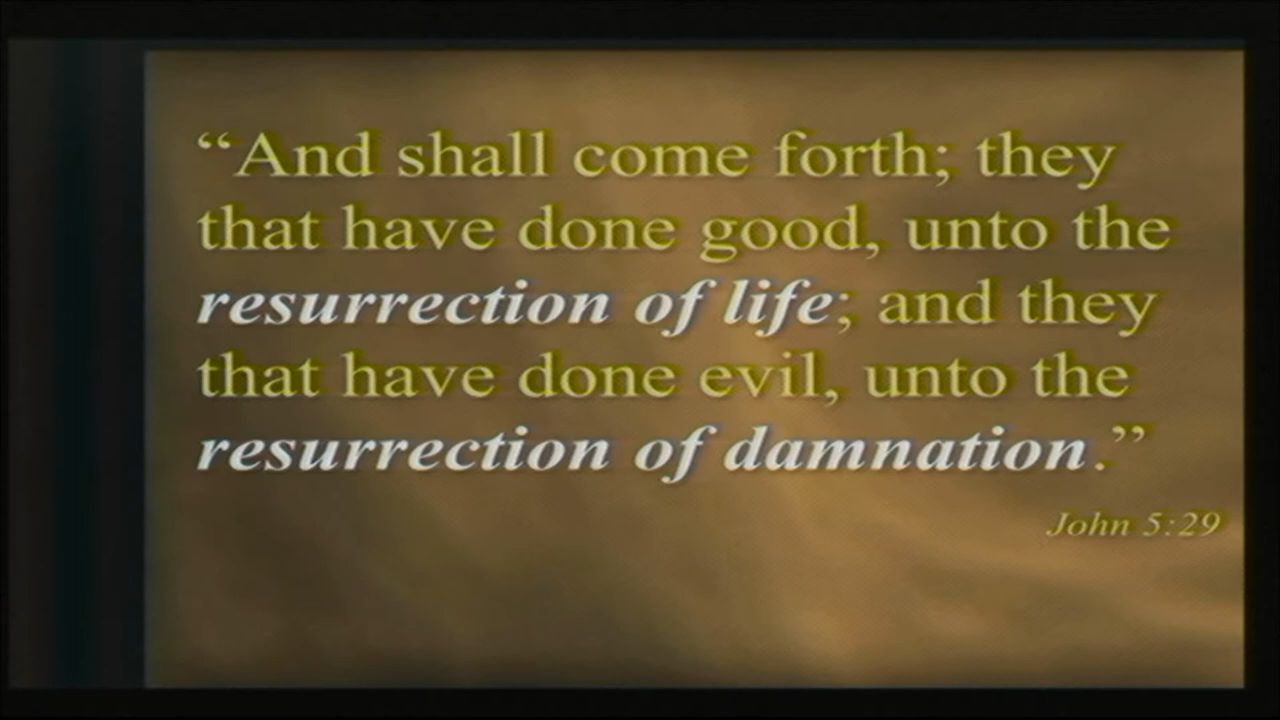 “And shall come forth; they
that have done good, unto the
resurrection of life; and they
that have done evil, unto the
resurrection of damnation.”
John 5:29